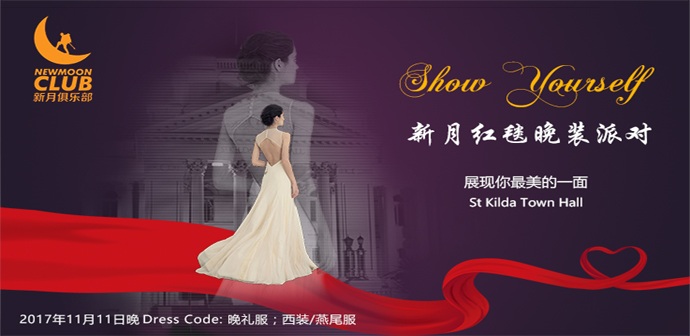 NEWMOON
CLUB
新月俱乐部
Show Yourself
新月红毯晚装派对
展现你最美的一面
St Kilda Town Hall
2017年11月11日晚 Dress Code: 晚礼服；西装/燕尾服